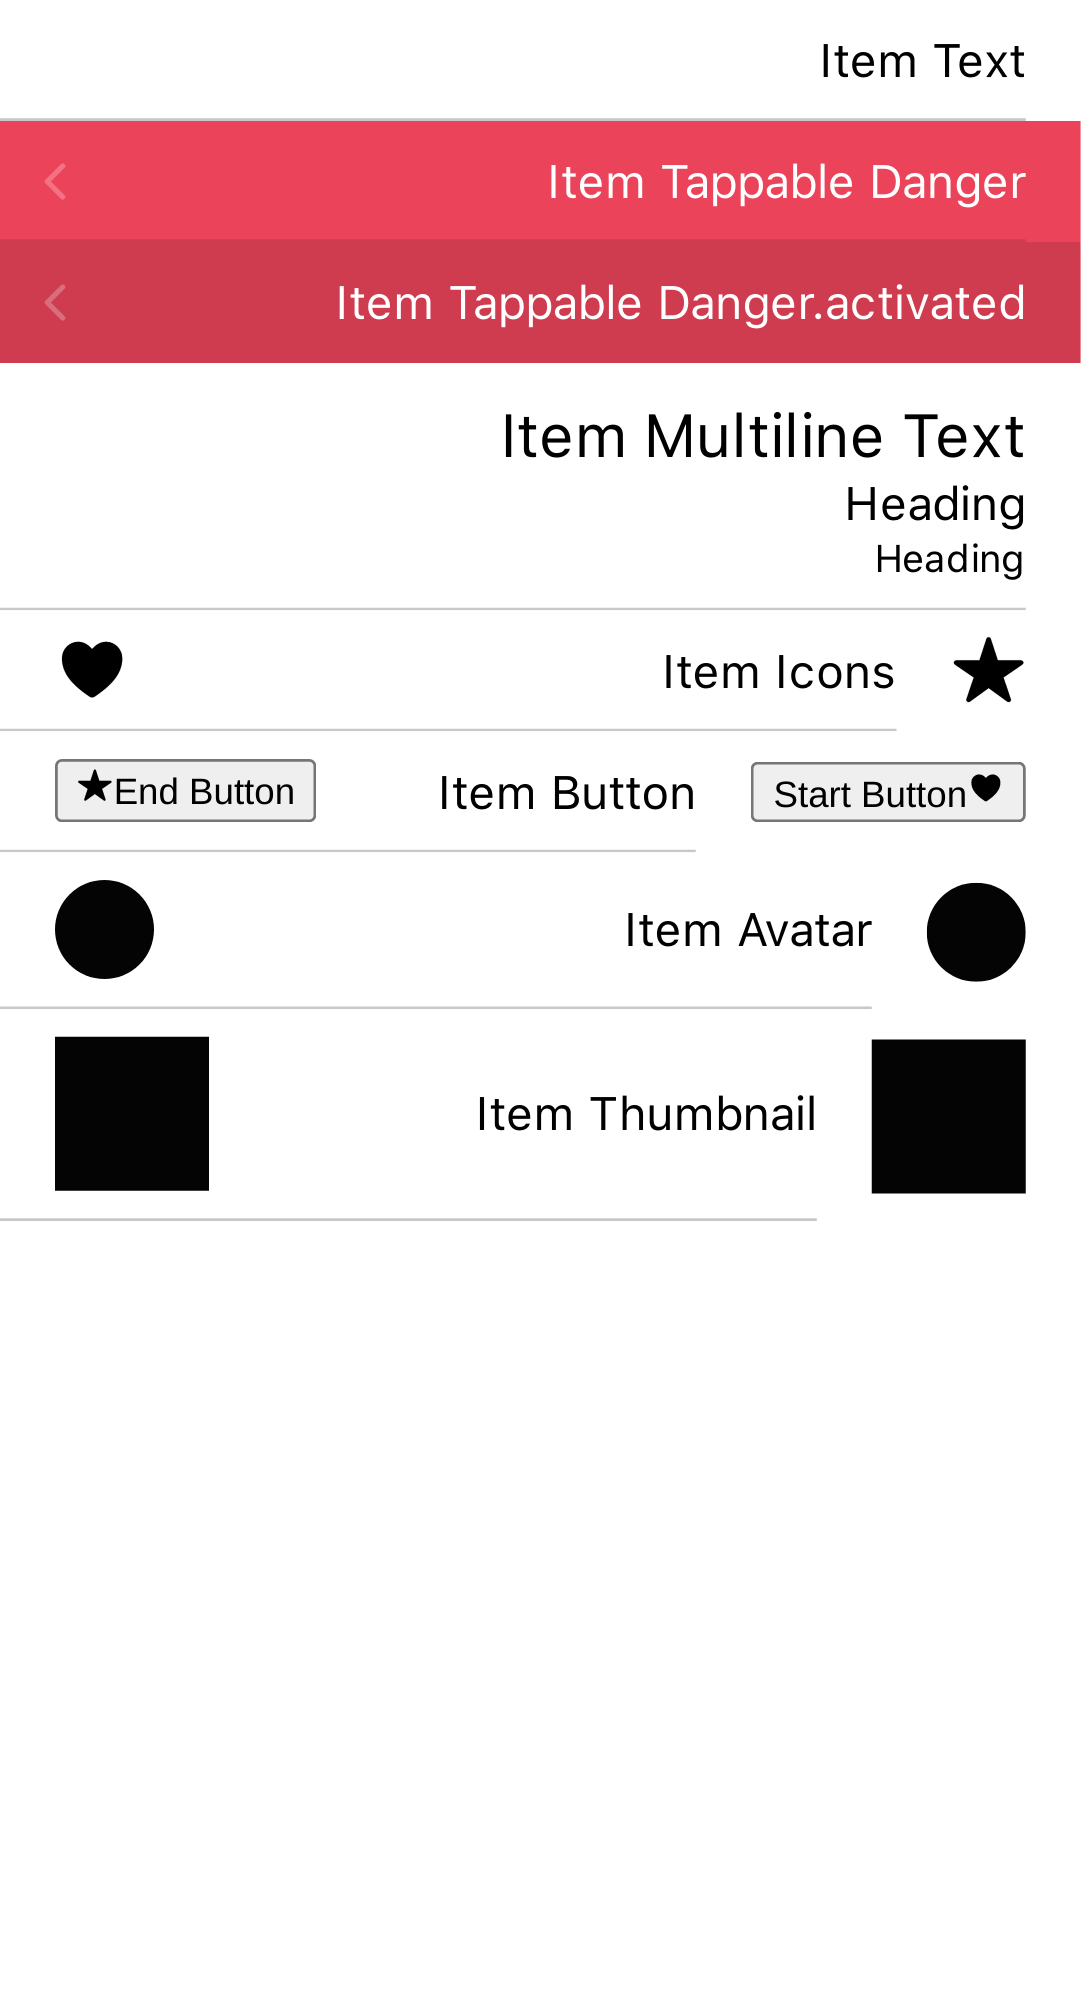 Item Text
Item Tappable Danger
Item Tappable Danger.activated
Item Multiline Text
Heading
Heading
Item Icons
End Button Item Button Start Button
Item Avatar
Item Thumbnail